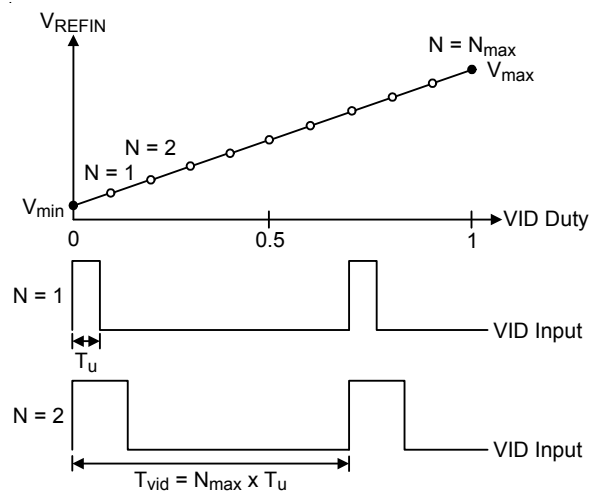 VREFIN
N = Nmax
Vmax
N = 2
N = 1
Vmin
VID Duty
0
0.5
1
N = 1
VID Input
Tu
N = 2
VID Input
Tvid = Nmax x Tu